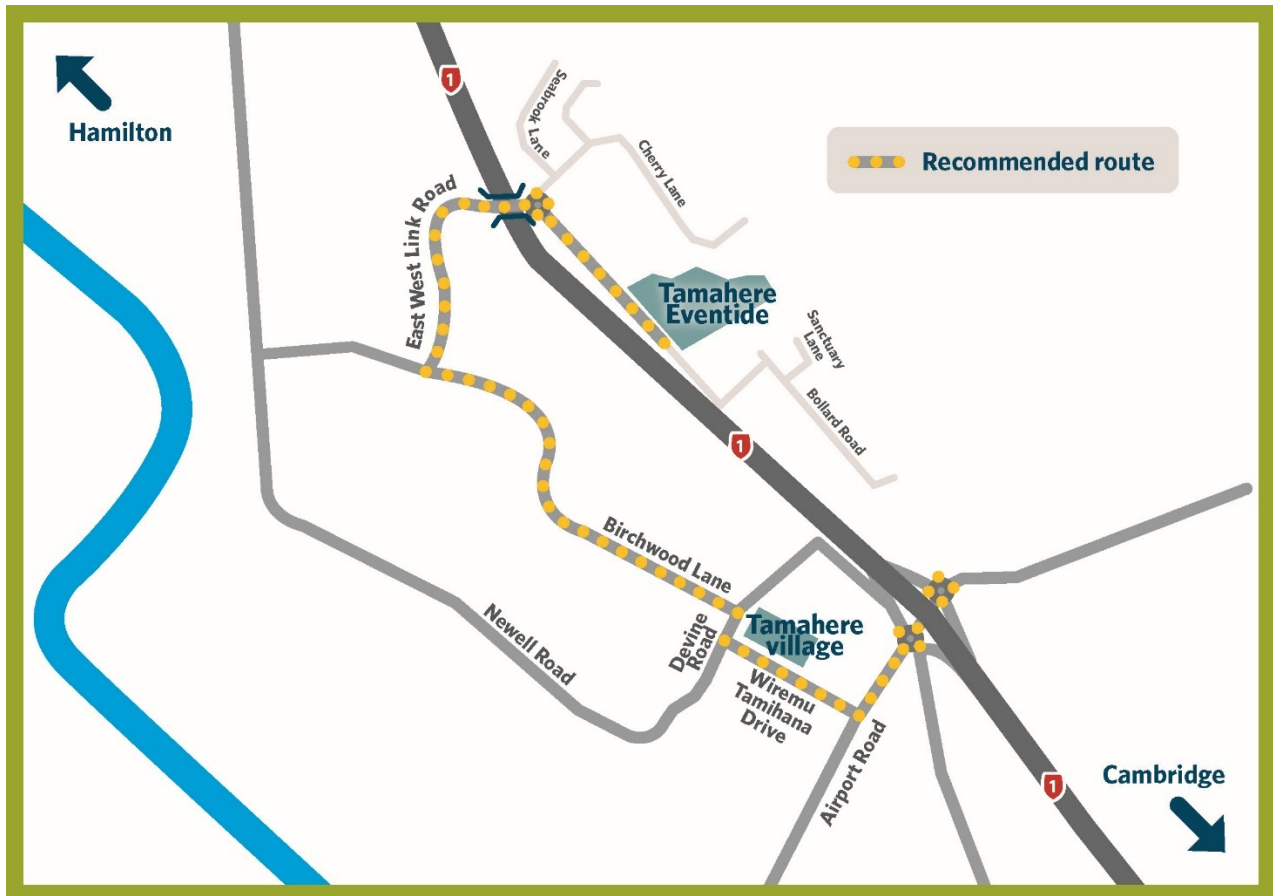 Hamilton
1
Seabrook Lane
Cherry Lane
Recommended route
East West Link Road
Tamahere
Eventide
Sanctuary
Lane
Bollard Road
1
Birchwood Lane
Newell Road
Devine
Road
Tamahere
village
Wiremu
Tamihana
Drive
Airport Road
Cambridge
1